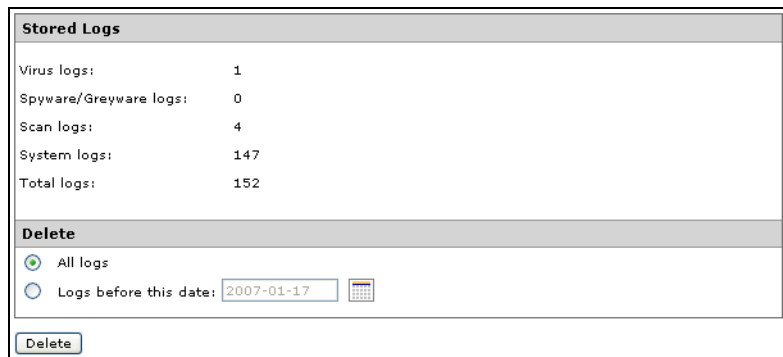 Stored Logs
Virus logs: 1
Spyware/Greyware logs: 0
Scan logs: 4
System logs: 147
Total logs: 152
Delete
All logs
Logs before this date: 2007-01-17
Delete